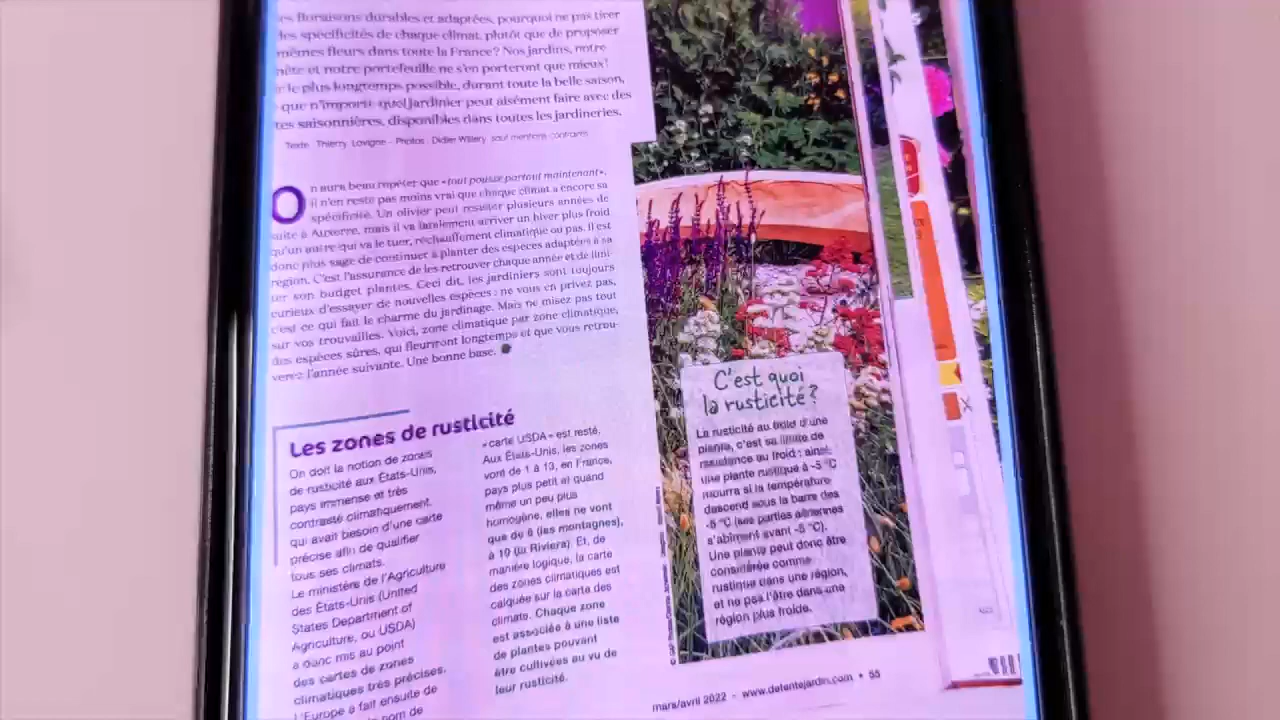 es floraisons durables et adaptées, pourquoi ne pas tirer
les spécificités de chaque climat, plutôt que de proposer
mêmes fleurs dans toute la France? Nos jardins, notre
et notre portefeuille ne s'en porteront que mieux!
r le plus longtemps possible, durant toute la belle saison,
que n'importe quel jardinier peut aisément faire avec des
tes saisonnières, disponibles dans toutes les jardineries.
Texte Thierry Lavigne - Photos Didier Willery sauf mentions contraires
On aura beau répéter que «tout pousse partout maintenant»,
il n'en reste pas moins vrai que chaque climat a encore sa
spécificité. Un olivier peut résister plusieurs années de
suite à Auxerre, mais il va fatalement arriver un hiver plus froid
qu'un autre qui va le tuer, réchauffement climatique ou pas. Il est
donc plus sage de continuer à planter des espèces adaptées à sa
région. C'est l'assurance de les retrouver chaque année et de limi-
ter son budget plantes. Ceci dit, les jardiniers sont toujours
curieux d'essayer de nouvelles espèces : ne vous en privez pas,
c'est ce qui fait le charme du jardinage. Mais ne misez pas tout
sur vos trouvailles. Voici, zone climatique par zone climatique,
des espèces sûres, qui fleuriront longtemps et que vous retrou-
verez l'année suivante. Une bonne base.
Les zones de rusticité
On doit la notion de zones
de rusticité aux États-Unis,
pays immense et très
contrasté climatiquement,
qui avait besoin d'une carte
précise afin de qualifier
tous ses climats.
Le ministère de l'Agriculture
des États-Unis (United
States Department of
Agriculture, ou USDA)
a donc mis au point
des cartes de zones
climatiques très précises.
L'Europe a fait ensuite de
nom de
«carte USDA» est resté.
Aux États-Unis, les zones
vont de 1 à 13, en France,
pays plus petit et quand
même un peu plus
homogène, elles ne vont
que de 6 (les montagnes),
à 10 (la Riviera). Et, de
manière logique, la carte
des zones climatiques est
calquée sur la carte des
climats. Chaque zone
est associée à une liste
de plantes pouvant
être cultivées au vu de
leur rusticité.
C'est quoi
la rusticité?
La rusticité au froid d'une
plante, c'est sa limite de
résistance au froid : ainsi
une plante rustique à -5 °C
mourra si la température
descend sous la barre des
-5 °C (ses parties aériennes
s'abîment avant -5 °C).
Une plante peut donc être
considérée comme
rustique dans une région,
et ne pas l'être dans une
région plus froide.
mars/avril 2022 - www.detentejardin.com • 55